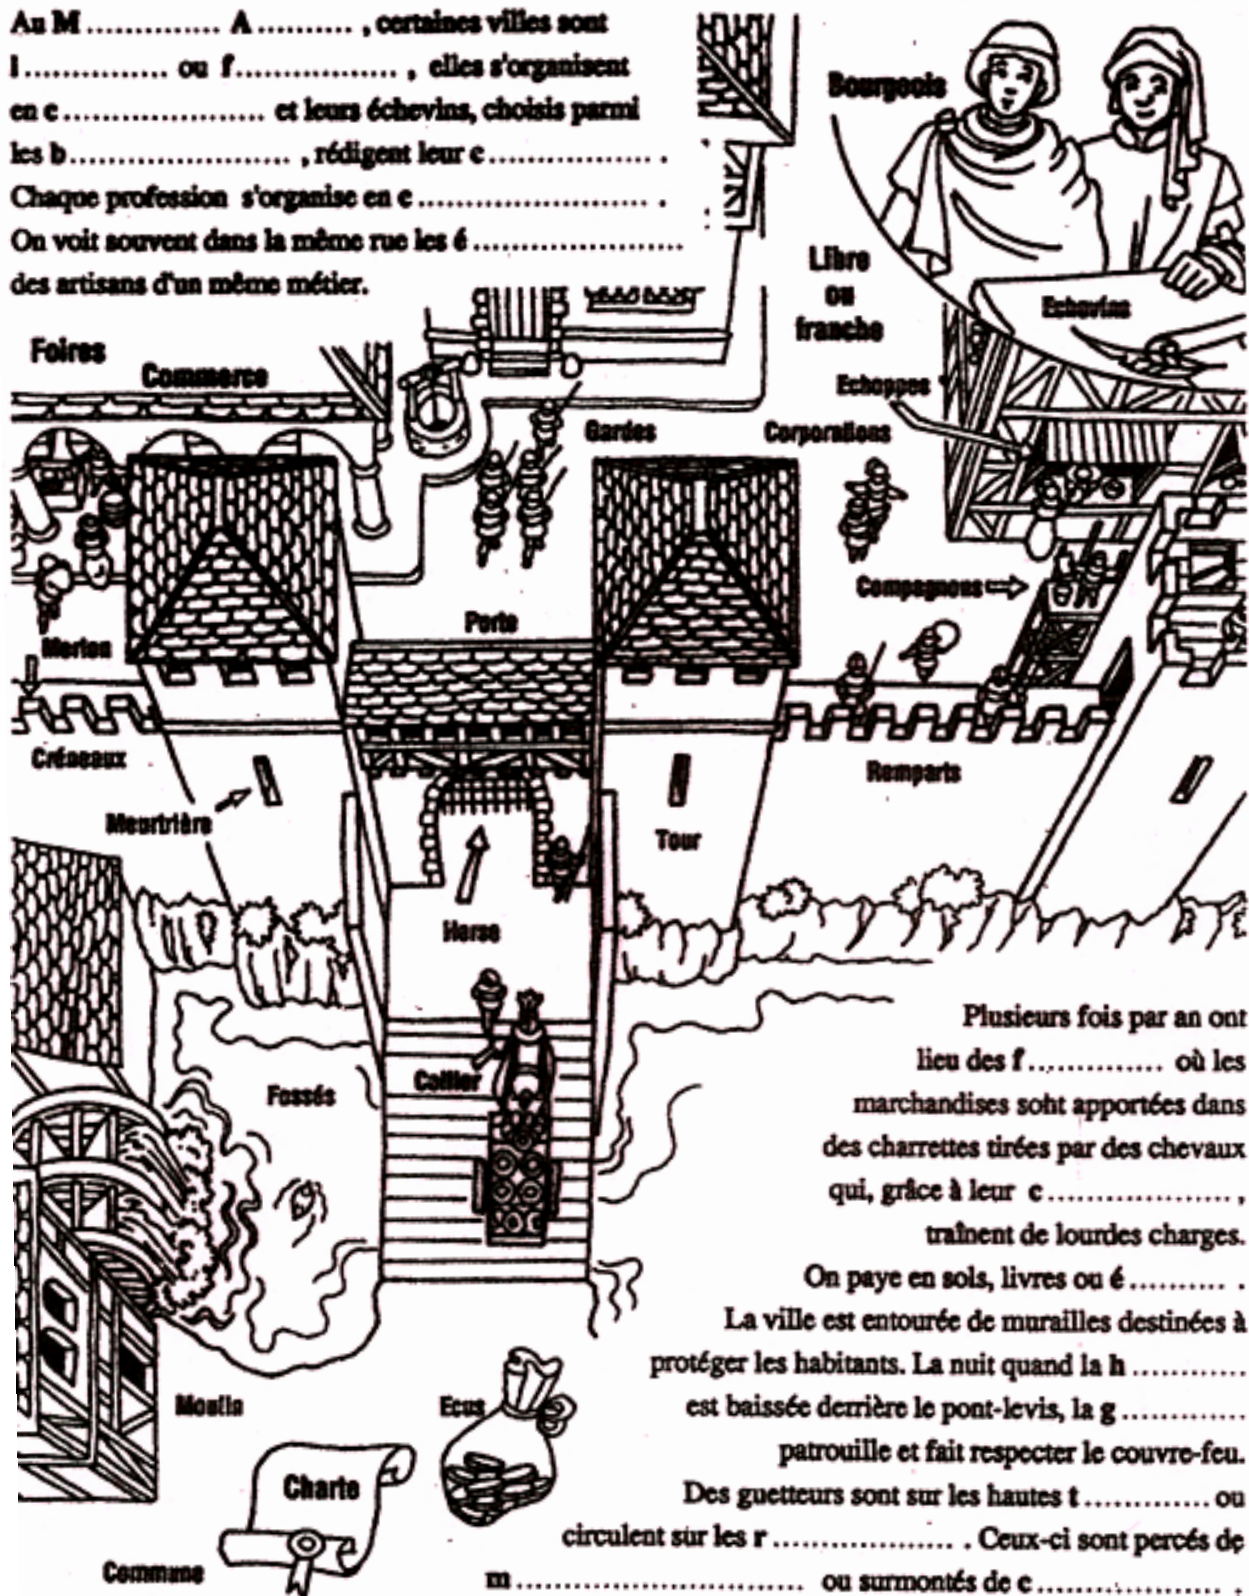 Au M .............. A .......... , certaines villes sont
l ............... ou f ................. , elles s'organisent
en c ..................... et leurs échevins, choisis parmi
les b ....................... , rédigent leur c .................. .
Chaque profession s'organise en c ........................... .
On voit souvent dans la même rue les é ......................
des artisans d'un même métier.
Bourgeois
Libre
ou
franche
Echevins
Foires
Commerce
Echoppes
Gardes
Corporations
Compagnons
Porte
Merlon
Créneaux
Remparts
Meurtrière
Tour
Herse
Collier
Fossés
Plusieurs fois par an ont
lieu des f .............. où les
marchandises sont apportées dans
des charrettes tirées par des chevaux
qui, grâce à leur c ................... ,
traînent de lourdes charges.
On paye en sols, livres ou é .......... .
La ville est entourée de murailles destinées à
protéger les habitants. La nuit quand la h ............
est baissée derrière le pont-levis, la g .............
patrouille et fait respecter le couvre-feu.
Des guetteurs sont sur les hautes t ............. ou
circulent sur les r ..................... . Ceux-ci sont percés de
m .............................. ou surmontés de c ................... .
Moulin
Ecus
Charte
Commune